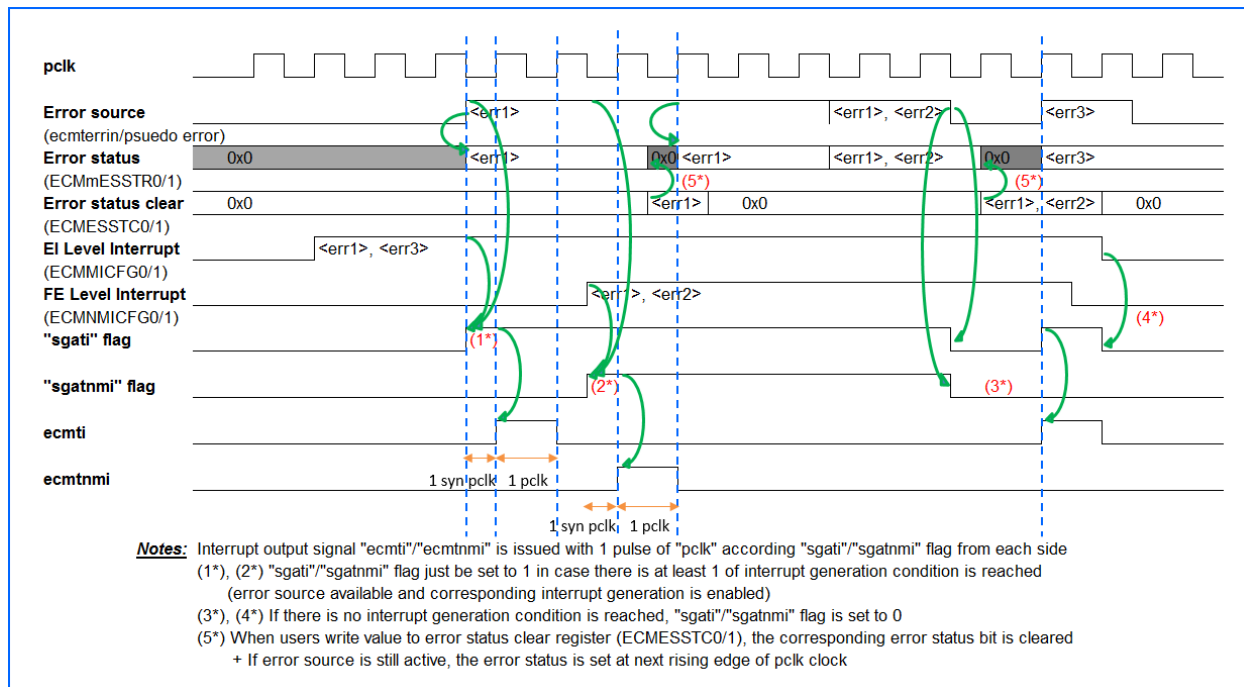 pclk
Error source <err1> <err1>, <err2> <err3>
(ecmterrin/psuedo error)
Error status 0x0 <err1> 0x0 <err1> <err1>, <err2> 0x0 <err3>
(ECMmESSTR0/1) (5*) (5*)
Error status clear 0x0 <err1> 0x0 <err1>, <err2> 0x0
(ECMESSTC0/1)
EI Level Interrupt <err1>, <err3>
(ECMMICFG0/1)
FE Level Interrupt <err1>, <err2>
(ECMNMICFG0/1) (4*)
"sgati" flag (1*)
"sgatnmi" flag (2*) (3*)
ecmti
1 syn pclk 1 pclk
ecmtnmi
1 syn pclk 1 pclk
Notes: Interrupt output signal "ecmti"/"ecmtnmi" is issued with 1 pulse of "pclk" according "sgati"/"sgatnmi" flag from each side
(1*), (2*) "sgati"/"sgatnmi" flag just be set to 1 in case there is at least 1 of interrupt generation condition is reached
(error source available and corresponding interrupt generation is enabled)
(3*), (4*) If there is no interrupt generation condition is reached, "sgati"/"sgatnmi" flag is set to 0
(5*) When users write value to error status clear register (ECMESSTC0/1), the corresponding error status bit is cleared
+ If error source is still active, the error status is set at next rising edge of pclk clock